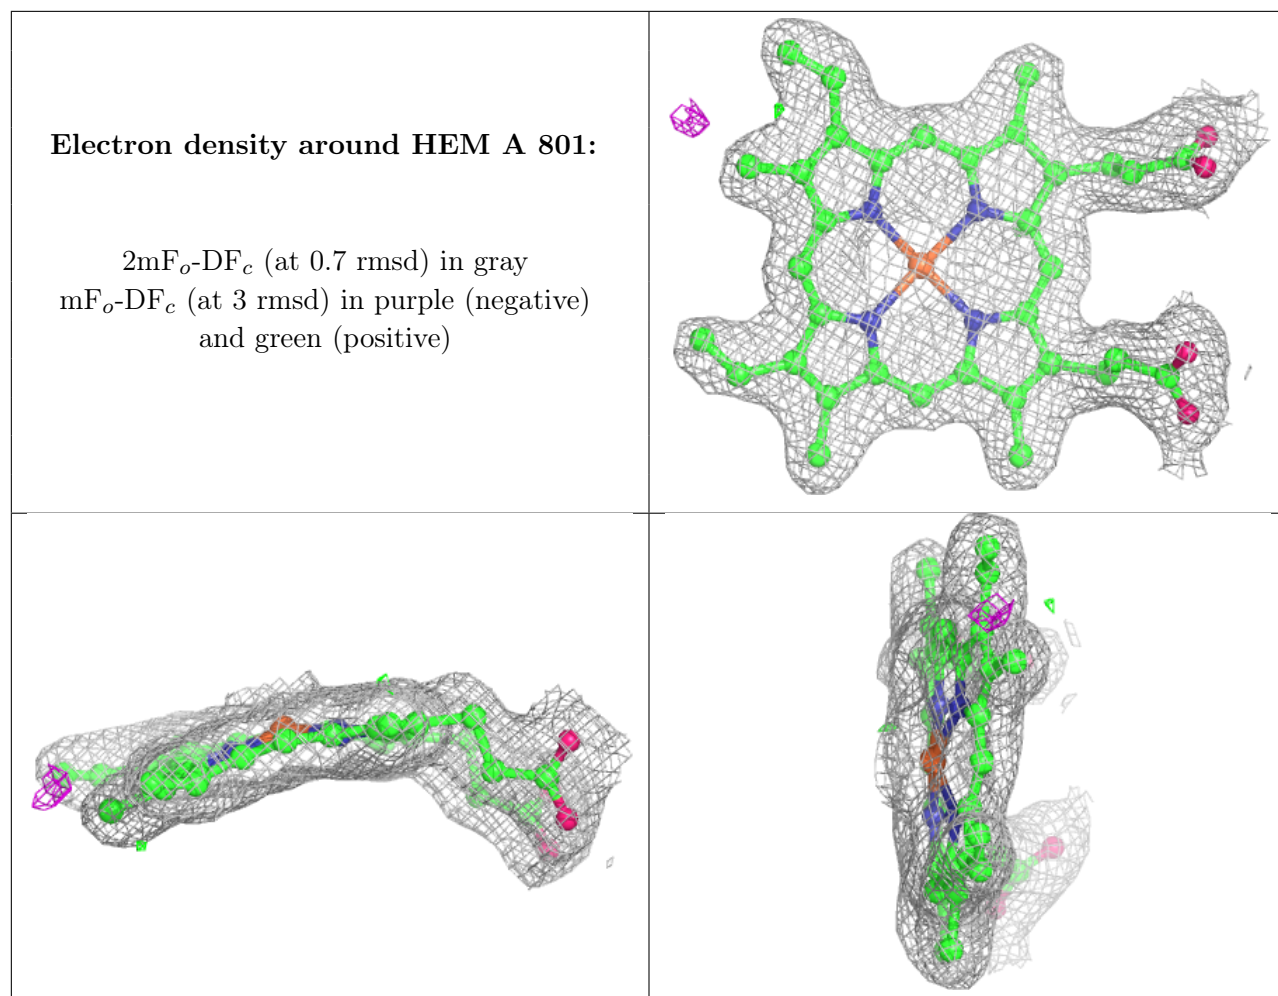 Electron density around HEM A 801:
2mFₒ-DF𝒸 (at 0.7 rmsd) in gray
mFₒ-DF𝒸 (at 3 rmsd) in purple (negative)
and green (positive)